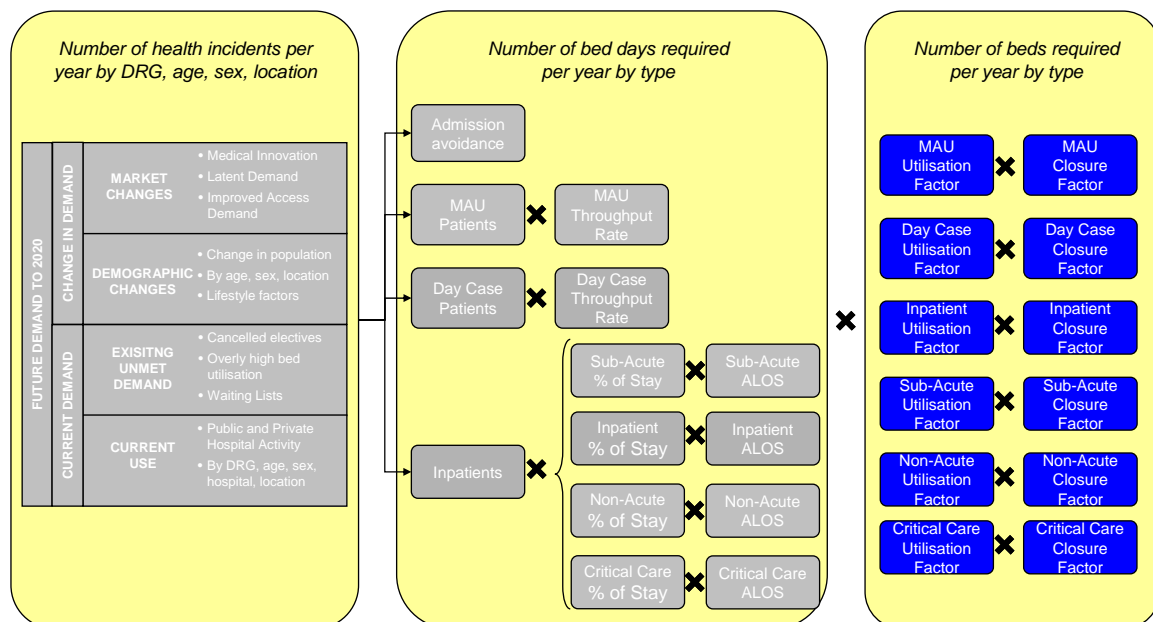 Number of health incidents per
year by DRG, age, sex, location
FUTURE DEMAND TO 2020
CHANGE IN DEMAND
MARKET
CHANGES
• Medical Innovation
• Latent Demand
• Improved Access
Demand
DEMOGRAPHIC
CHANGES
• Change in population
• By age, sex, location
• Lifestyle factors
CURRENT DEMAND
EXISITNG
UNMET
DEMAND
• Cancelled electives
• Overly high bed
utilisation
• Waiting Lists
CURRENT
USE
• Public and Private
Hospital Activity
• By DRG, age, sex,
hospital, location
Number of bed days required
per year by type
Admission
avoidance
MAU
Patients
MAU
Throughput
Rate
Day Case
Patients
Day Case
Throughput
Rate
Inpatients
Sub-Acute
% of Stay
Sub-Acute
ALOS
Inpatient
% of Stay
Inpatient
ALOS
Non-Acute
% of Stay
Non-Acute
ALOS
Critical Care
% of Stay
Critical Care
ALOS
Number of beds required
per year by type
MAU
Utilisation
Factor
MAU
Closure
Factor
Day Case
Utilisation
Factor
Day Case
Closure
Factor
Inpatient
Utilisation
Factor
Inpatient
Closure
Factor
Sub-Acute
Utilisation
Factor
Sub-Acute
Closure
Factor
Non-Acute
Utilisation
Factor
Non-Acute
Closure
Factor
Critical Care
Utilisation
Factor
Critical Care
Closure
Factor